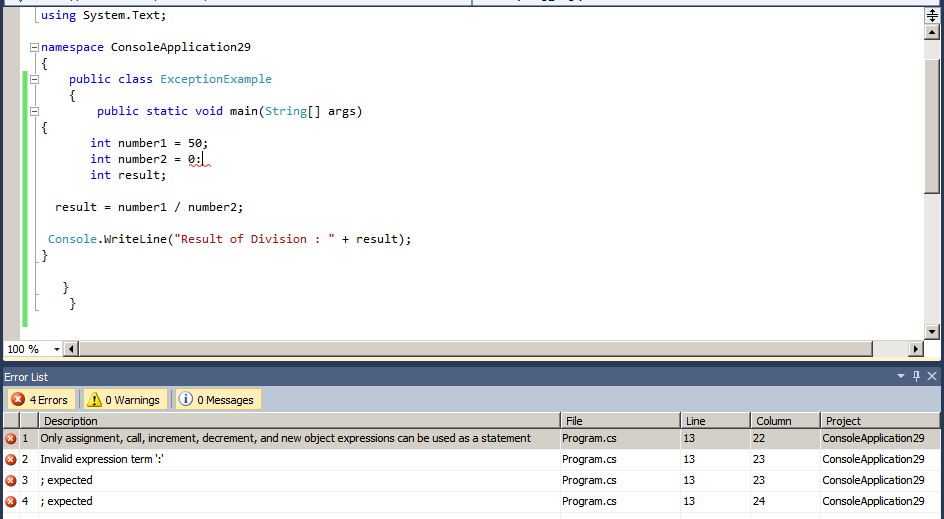 using System.Text;
namespace ConsoleApplication29
{
public class ExceptionExample
{
public static void main(String[] args)
{
int number1 = 50;
int number2 = 0:
int result;
result = number1 / number2;
Console.WriteLine("Result of Division : " + result);
}
}
}
100 %
Error List
4 Errors 0 Warnings 0 Messages
Description File Line Column Project
1 Only assignment, call, increment, decrement, and new object expressions can be used as a statement Program.cs 13 22 ConsoleApplication29
2 Invalid expression term ':' Program.cs 13 23 ConsoleApplication29
3 ; expected Program.cs 13 23 ConsoleApplication29
4 ; expected Program.cs 13 24 ConsoleApplication29